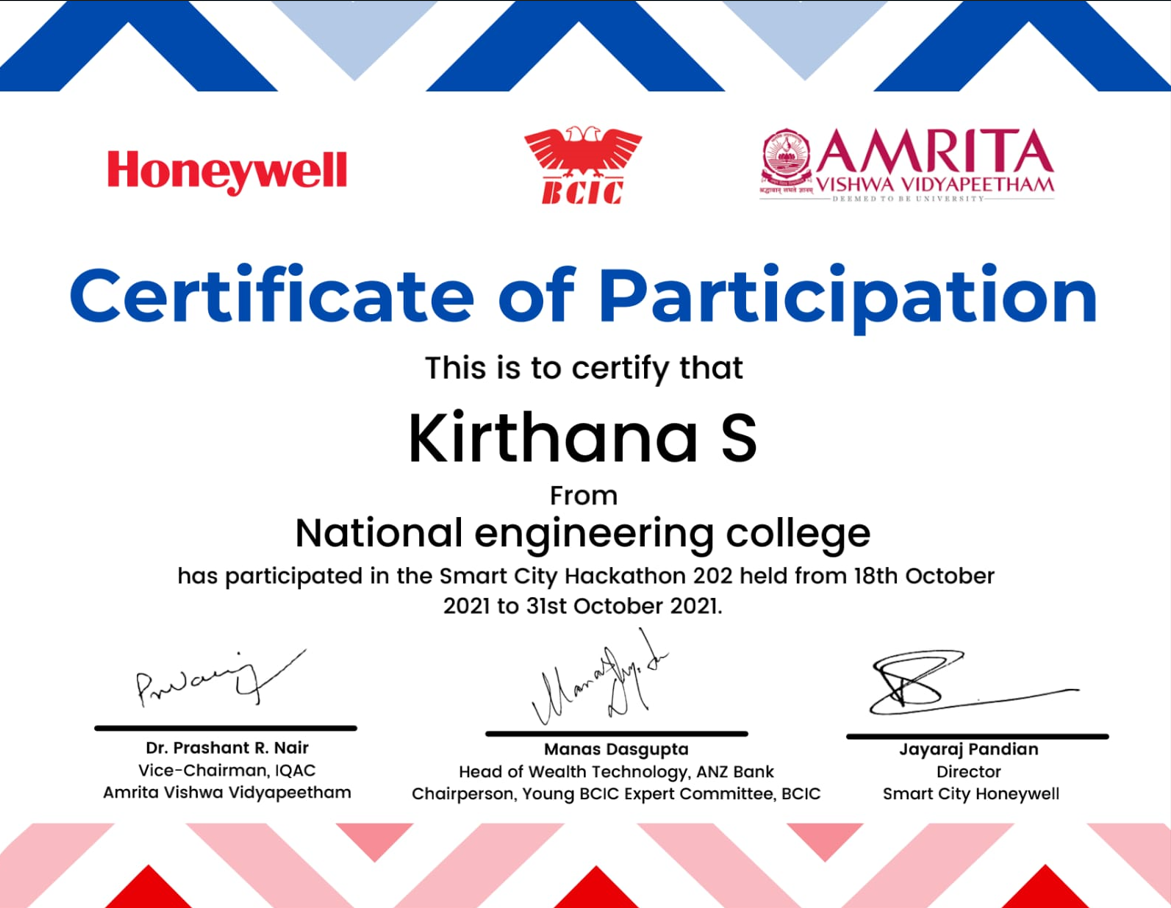 Honeywell
BCIC
AMRITA
VISHWA VIDYAPEETHAM
DEEMED TO BE UNIVERSITY
श्रद्धावान् लभते ज्ञानम्
Certificate of Participation
This is to certify that
Kirthana S
From
National engineering college
has participated in the Smart City Hackathon 202 held from 18th October
2021 to 31st October 2021.
Dr. Prashant R. Nair
Vice-Chairman, IQAC
Amrita Vishwa Vidyapeetham
Manas Dasgupta
Head of Wealth Technology, ANZ Bank
Chairperson, Young BCIC Expert Committee, BCIC
Jayaraj Pandian
Director
Smart City Honeywell